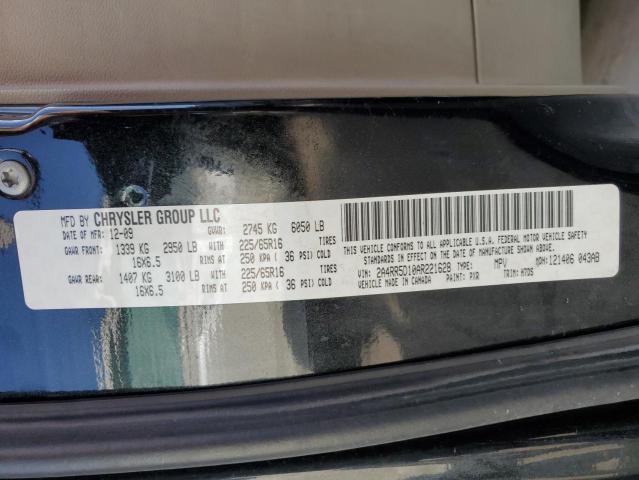 MFD BY CHRYSLER GROUP LLC
DATE OF MFR: 12-09 GVWR: 2745 KG 6050 LB
GAWR FRONT: 1339 KG 2950 LB WITH 225/65R16 TIRES
16X6.5 RIMS AT 250 KPA ( 36 PSI) COLD
GAWR REAR: 1407 KG 3100 LB WITH 225/65R16 TIRES
16X6.5 RIMS AT 250 KPA ( 36 PSI) COLD
THIS VEHICLE CONFORMS TO ALL APPLICABLE U.S.A. FEDERAL MOTOR VEHICLE SAFETY
STANDARDS IN EFFECT ON THE DATE OF MANUFACTURE SHOWN ABOVE.
VIN: 2A4RR5D10AR221628 TYPE: MPV MDH: 121406 043AB
VEHICLE MADE IN CANADA PAINT: PXR TRIM: M7D5